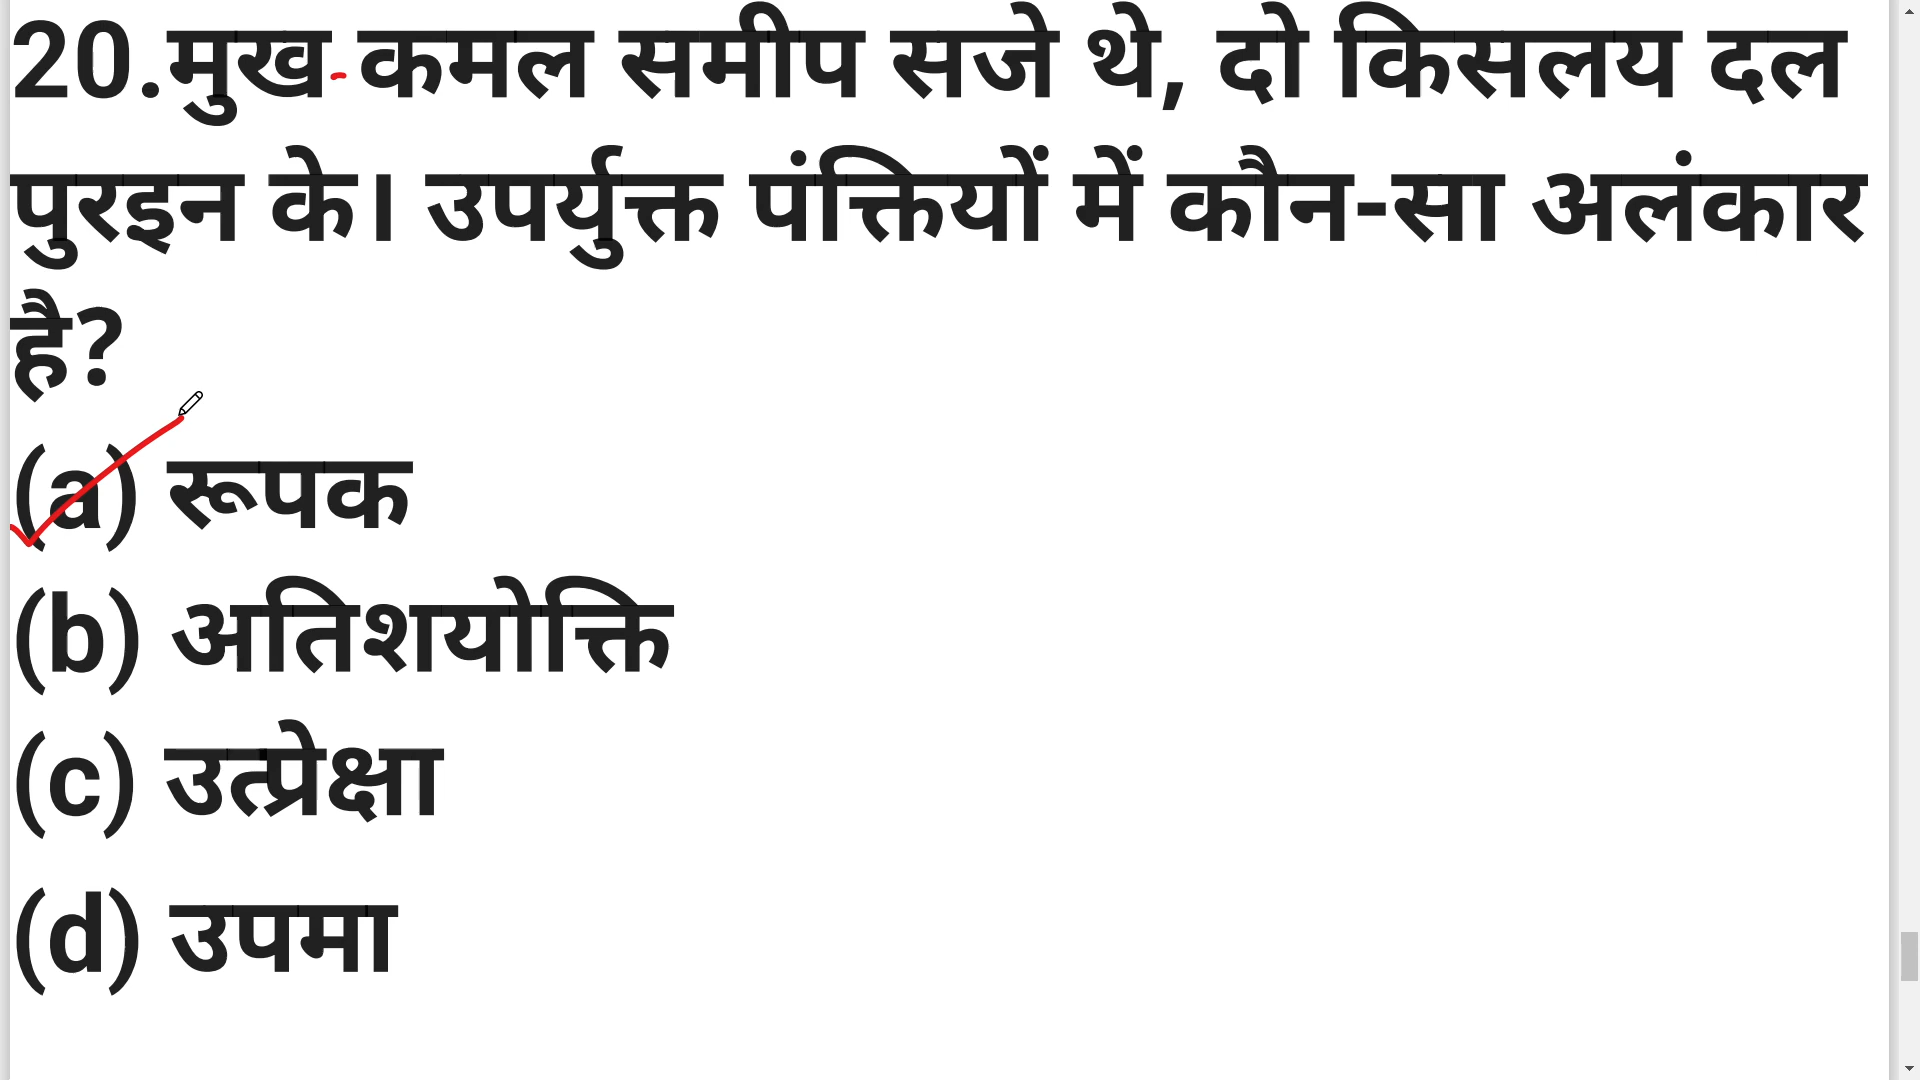 20.मुख-कमल समीप सजे थे, दो किसलय दल
पुरइन के। उपर्युक्त पंक्तियों में कौन-सा अलंकार
है?
(a) रूपक
(b) अतिशयोक्ति
(c) उत्प्रेक्षा
(d) उपमा